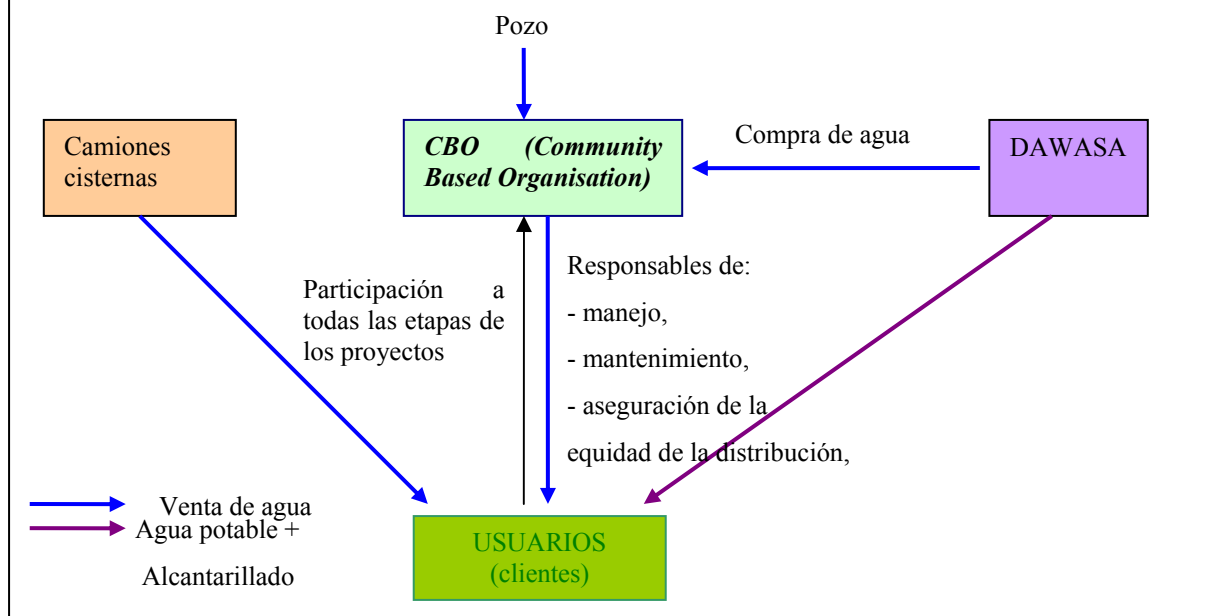 Pozo
Camiones
cisternas
CBO (Community
Based Organisation)
Compra de agua
DAWASA
Participación a
todas las etapas de
los proyectos
Responsables de:
- manejo,
- mantenimiento,
- aseguración de la
equidad de la distribución,
Venta de agua
Agua potable +
Alcantarillado
USUARIOS
(clientes)